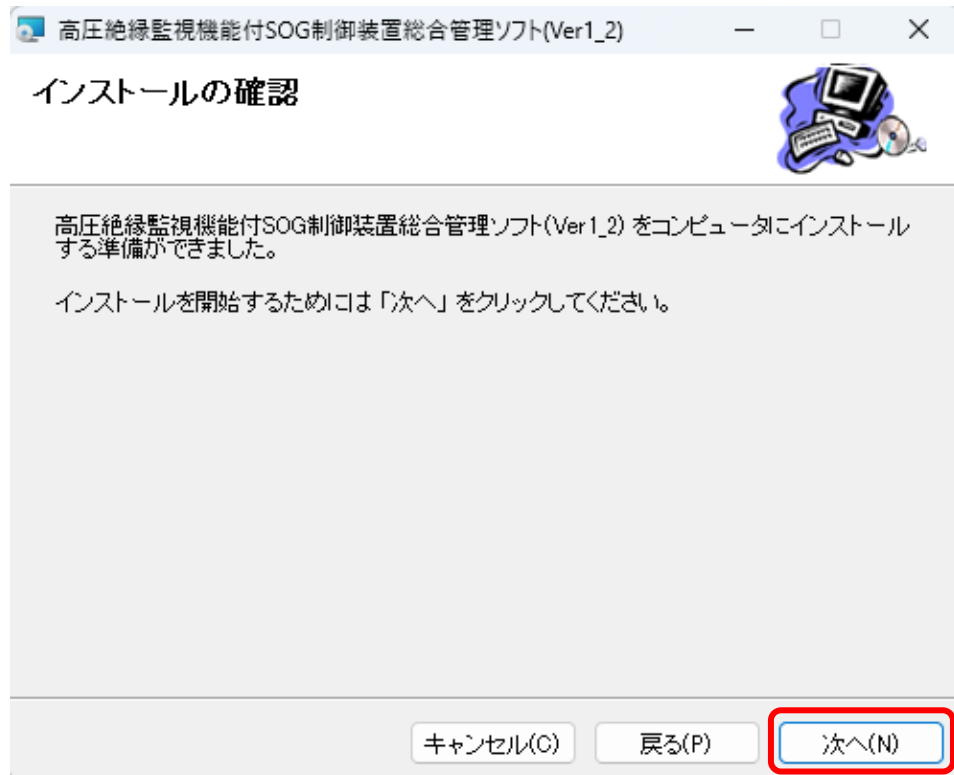 高圧絶縁監視機能付SOG制御装置総合管理ソフト(Ver1_2)
インストールの確認
高圧絶縁監視機能付SOG制御装置総合管理ソフト(Ver1_2) をコンピュータにインストール
する準備ができました。
インストールを開始するためには「次へ」をクリックしてください。
キャンセル(C)
戻る(P)
次へ(N)